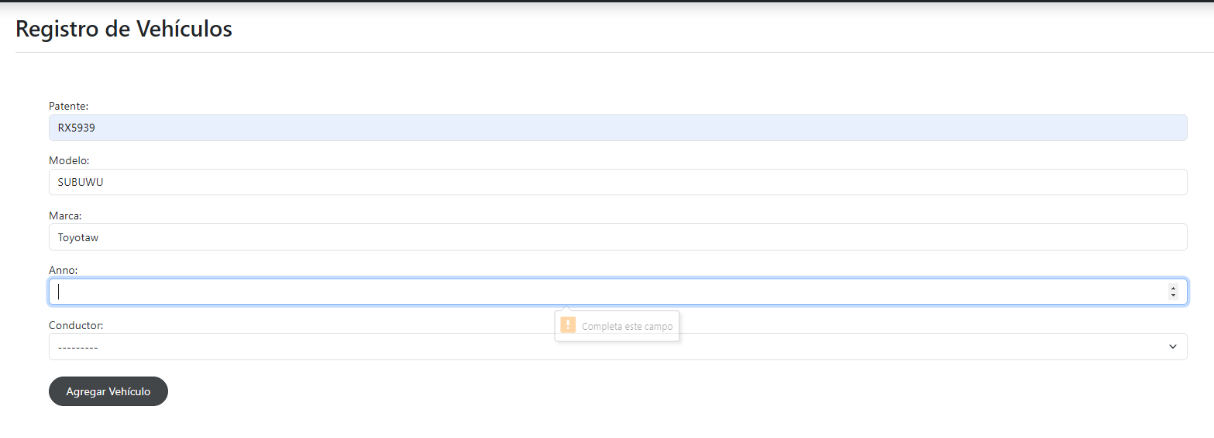 Registro de Vehículos
Patente:
RX5939
Modelo:
SUBUWU
Marca:
Toyotaw
Anno:
Completa este campo
Conductor:
---------
Agregar Vehículo